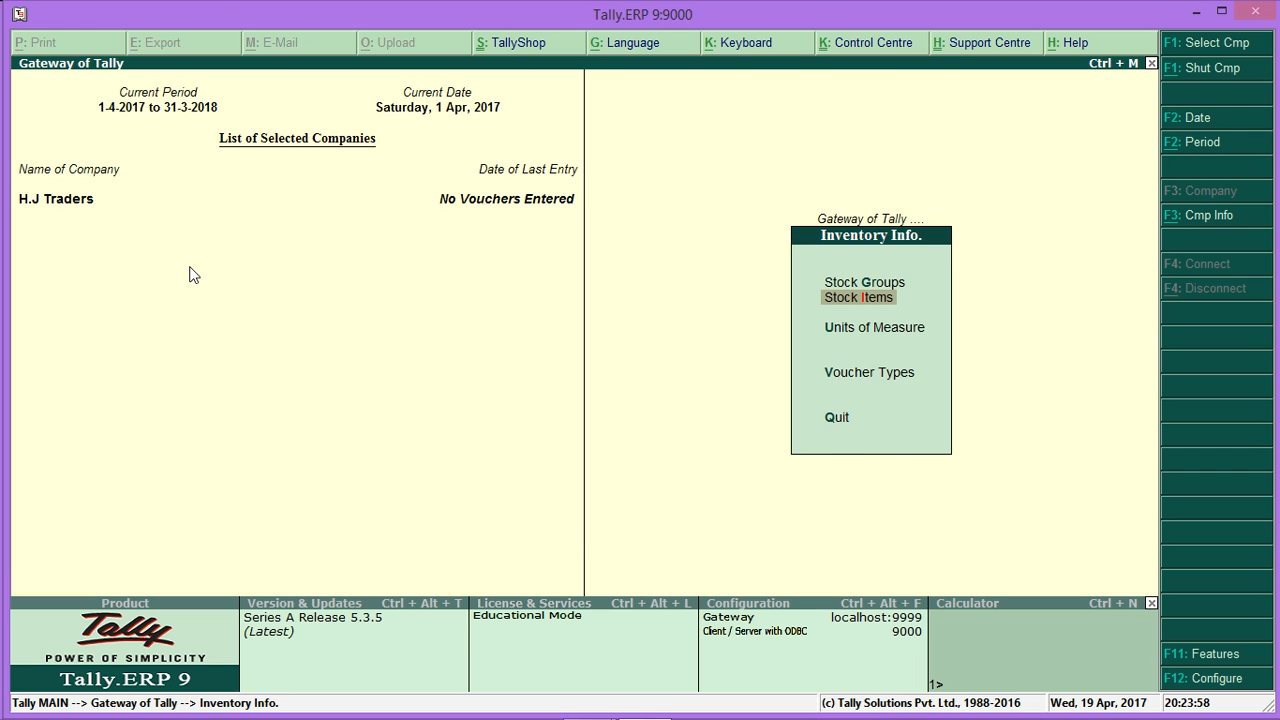 Tally.ERP 9:9000
P: Print E: Export M: E-Mail O: Upload S: TallyShop G: Language K: Keyboard K: Control Centre H: Support Centre H: Help
Gateway of Tally Ctrl + M
Current Period Current Date
1-4-2017 to 31-3-2018 Saturday, 1 Apr, 2017
List of Selected Companies
Name of Company Date of Last Entry
H.J Traders No Vouchers Entered
Gateway of Tally ....
Inventory Info.
Stock Groups
Stock Items
Units of Measure
Voucher Types
Quit
F1: Select Cmp
F1: Shut Cmp
F2: Date
F2: Period
F3: Company
F3: Cmp Info
F4: Connect
F4: Disconnect
F11: Features
F12: Configure
Product
Tally
POWER OF SIMPLICITY
Tally.ERP 9
Version & Updates Ctrl + Alt + T
Series A Release 5.3.5
(Latest)
License & Services Ctrl + Alt + L
Educational Mode
Configuration Ctrl + Alt + F
Gateway localhost:9999
Client / Server with ODBC 9000
Calculator Ctrl + N
1>
Tally MAIN --> Gateway of Tally --> Inventory Info. (c) Tally Solutions Pvt. Ltd., 1988-2016 Wed, 19 Apr, 2017 20:23:58